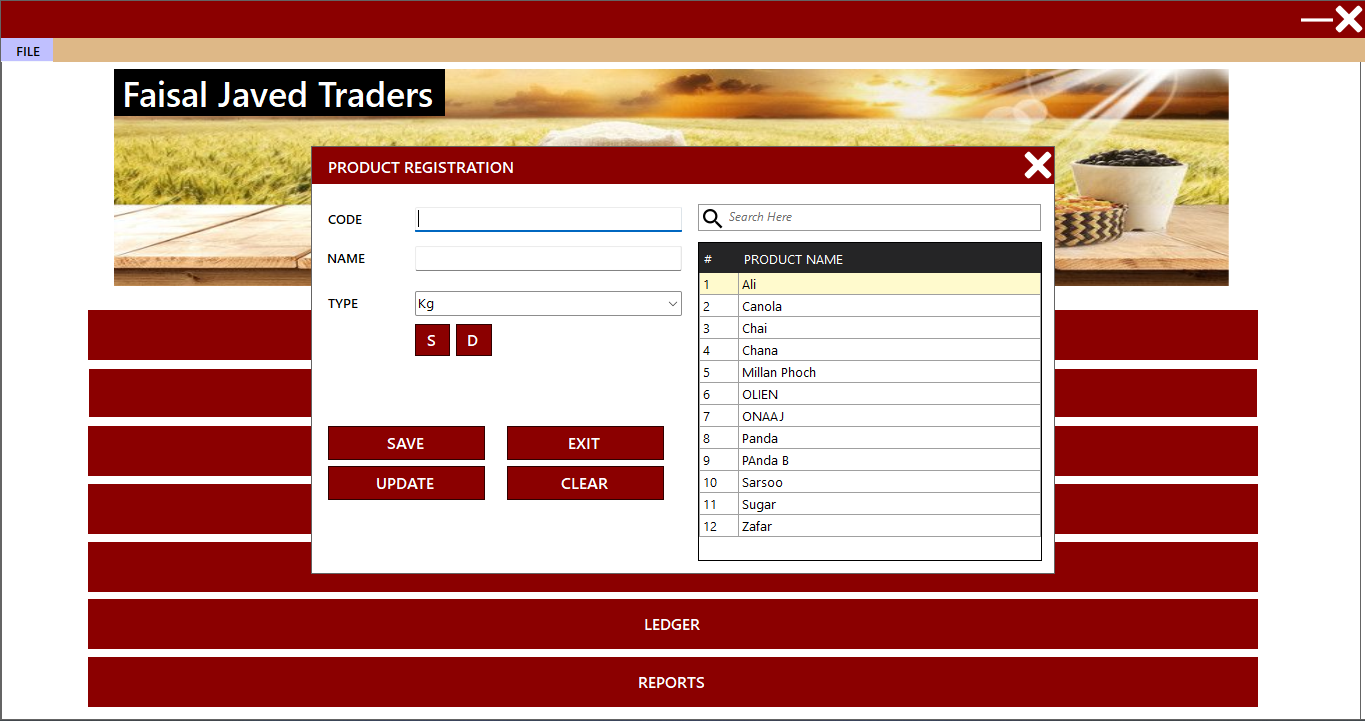 FILE
Faisal Javed Traders
PRODUCT REGISTRATION
CODE
NAME
TYPE
Kg
S D
SAVE
EXIT
UPDATE
CLEAR
Search Here
# PRODUCT NAME
1 Ali
2 Canola
3 Chai
4 Chana
5 Millan Phoch
6 OLIEN
7 ONAAJ
8 Panda
9 PAnda B
10 Sarsoo
11 Sugar
12 Zafar
LEDGER
REPORTS